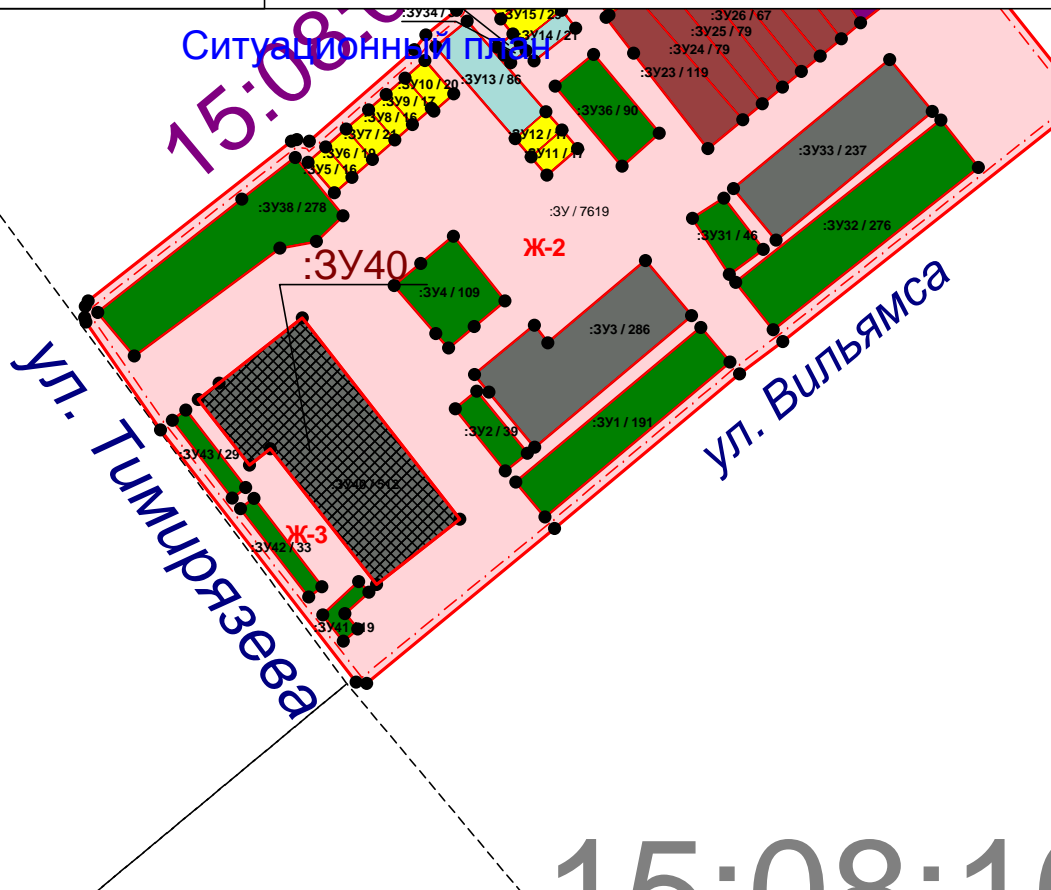 :ЗУ34 /
:ЗУ15 / 25
:ЗУ26 / 67
15:08:
Ситуационный план
:ЗУ14 / 21
:ЗУ25 / 79
:ЗУ24 / 79
:ЗУ23 / 119
:ЗУ13 / 86
:ЗУ10 / 20
:ЗУ9 / 17
:ЗУ8 / 16
:ЗУ7 / 21
:ЗУ6 / 19
:ЗУ5 / 16
:ЗУ36 / 90
:ЗУ12 / 17
:ЗУ11 / 17
:ЗУ33 / 237
:ЗУ38 / 278
:ЗУ / 7619
:ЗУ32 / 276
:ЗУ31 / 46
Ж-2
:ЗУ40
:ЗУ4 / 109
:ЗУ3 / 286
ул. Вильямса
:ЗУ1 / 191
:ЗУ2 / 39
:ЗУ43 / 29
:ЗУ40 / 512
ул. Тимирязева
Ж-3
:ЗУ42 / 33
:ЗУ41 / 19
15:08:10